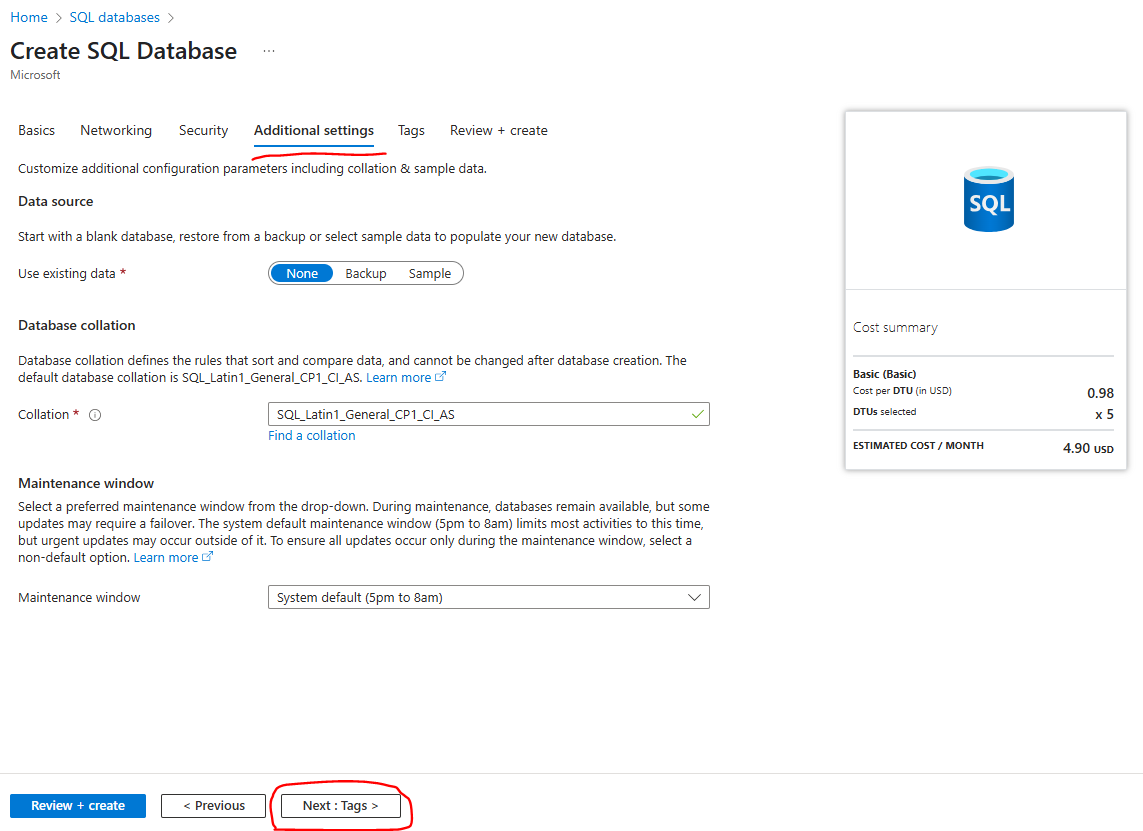 Home > SQL databases >
Create SQL Database ...
Microsoft
Basics Networking Security Additional settings Tags Review + create
Customize additional configuration parameters including collation & sample data.
Data source
Start with a blank database, restore from a backup or select sample data to populate your new database.
Use existing data * None Backup Sample
Database collation
Database collation defines the rules that sort and compare data, and cannot be changed after database creation. The
default database collation is SQL_Latin1_General_CP1_CI_AS. Learn more
Collation * SQL_Latin1_General_CP1_CI_AS
Find a collation
Maintenance window
Select a preferred maintenance window from the drop-down. During maintenance, databases remain available, but some
updates may require a failover. The system default maintenance window (5pm to 8am) limits most activities to this time,
but urgent updates may occur outside of it. To ensure all updates occur only during the maintenance window, select a
non-default option. Learn more
Maintenance window System default (5pm to 8am)
SQL
Cost summary
Basic (Basic)
Cost per DTU (in USD) 0.98
DTUs selected x 5
ESTIMATED COST / MONTH 4.90 USD
Review + create < Previous Next : Tags >